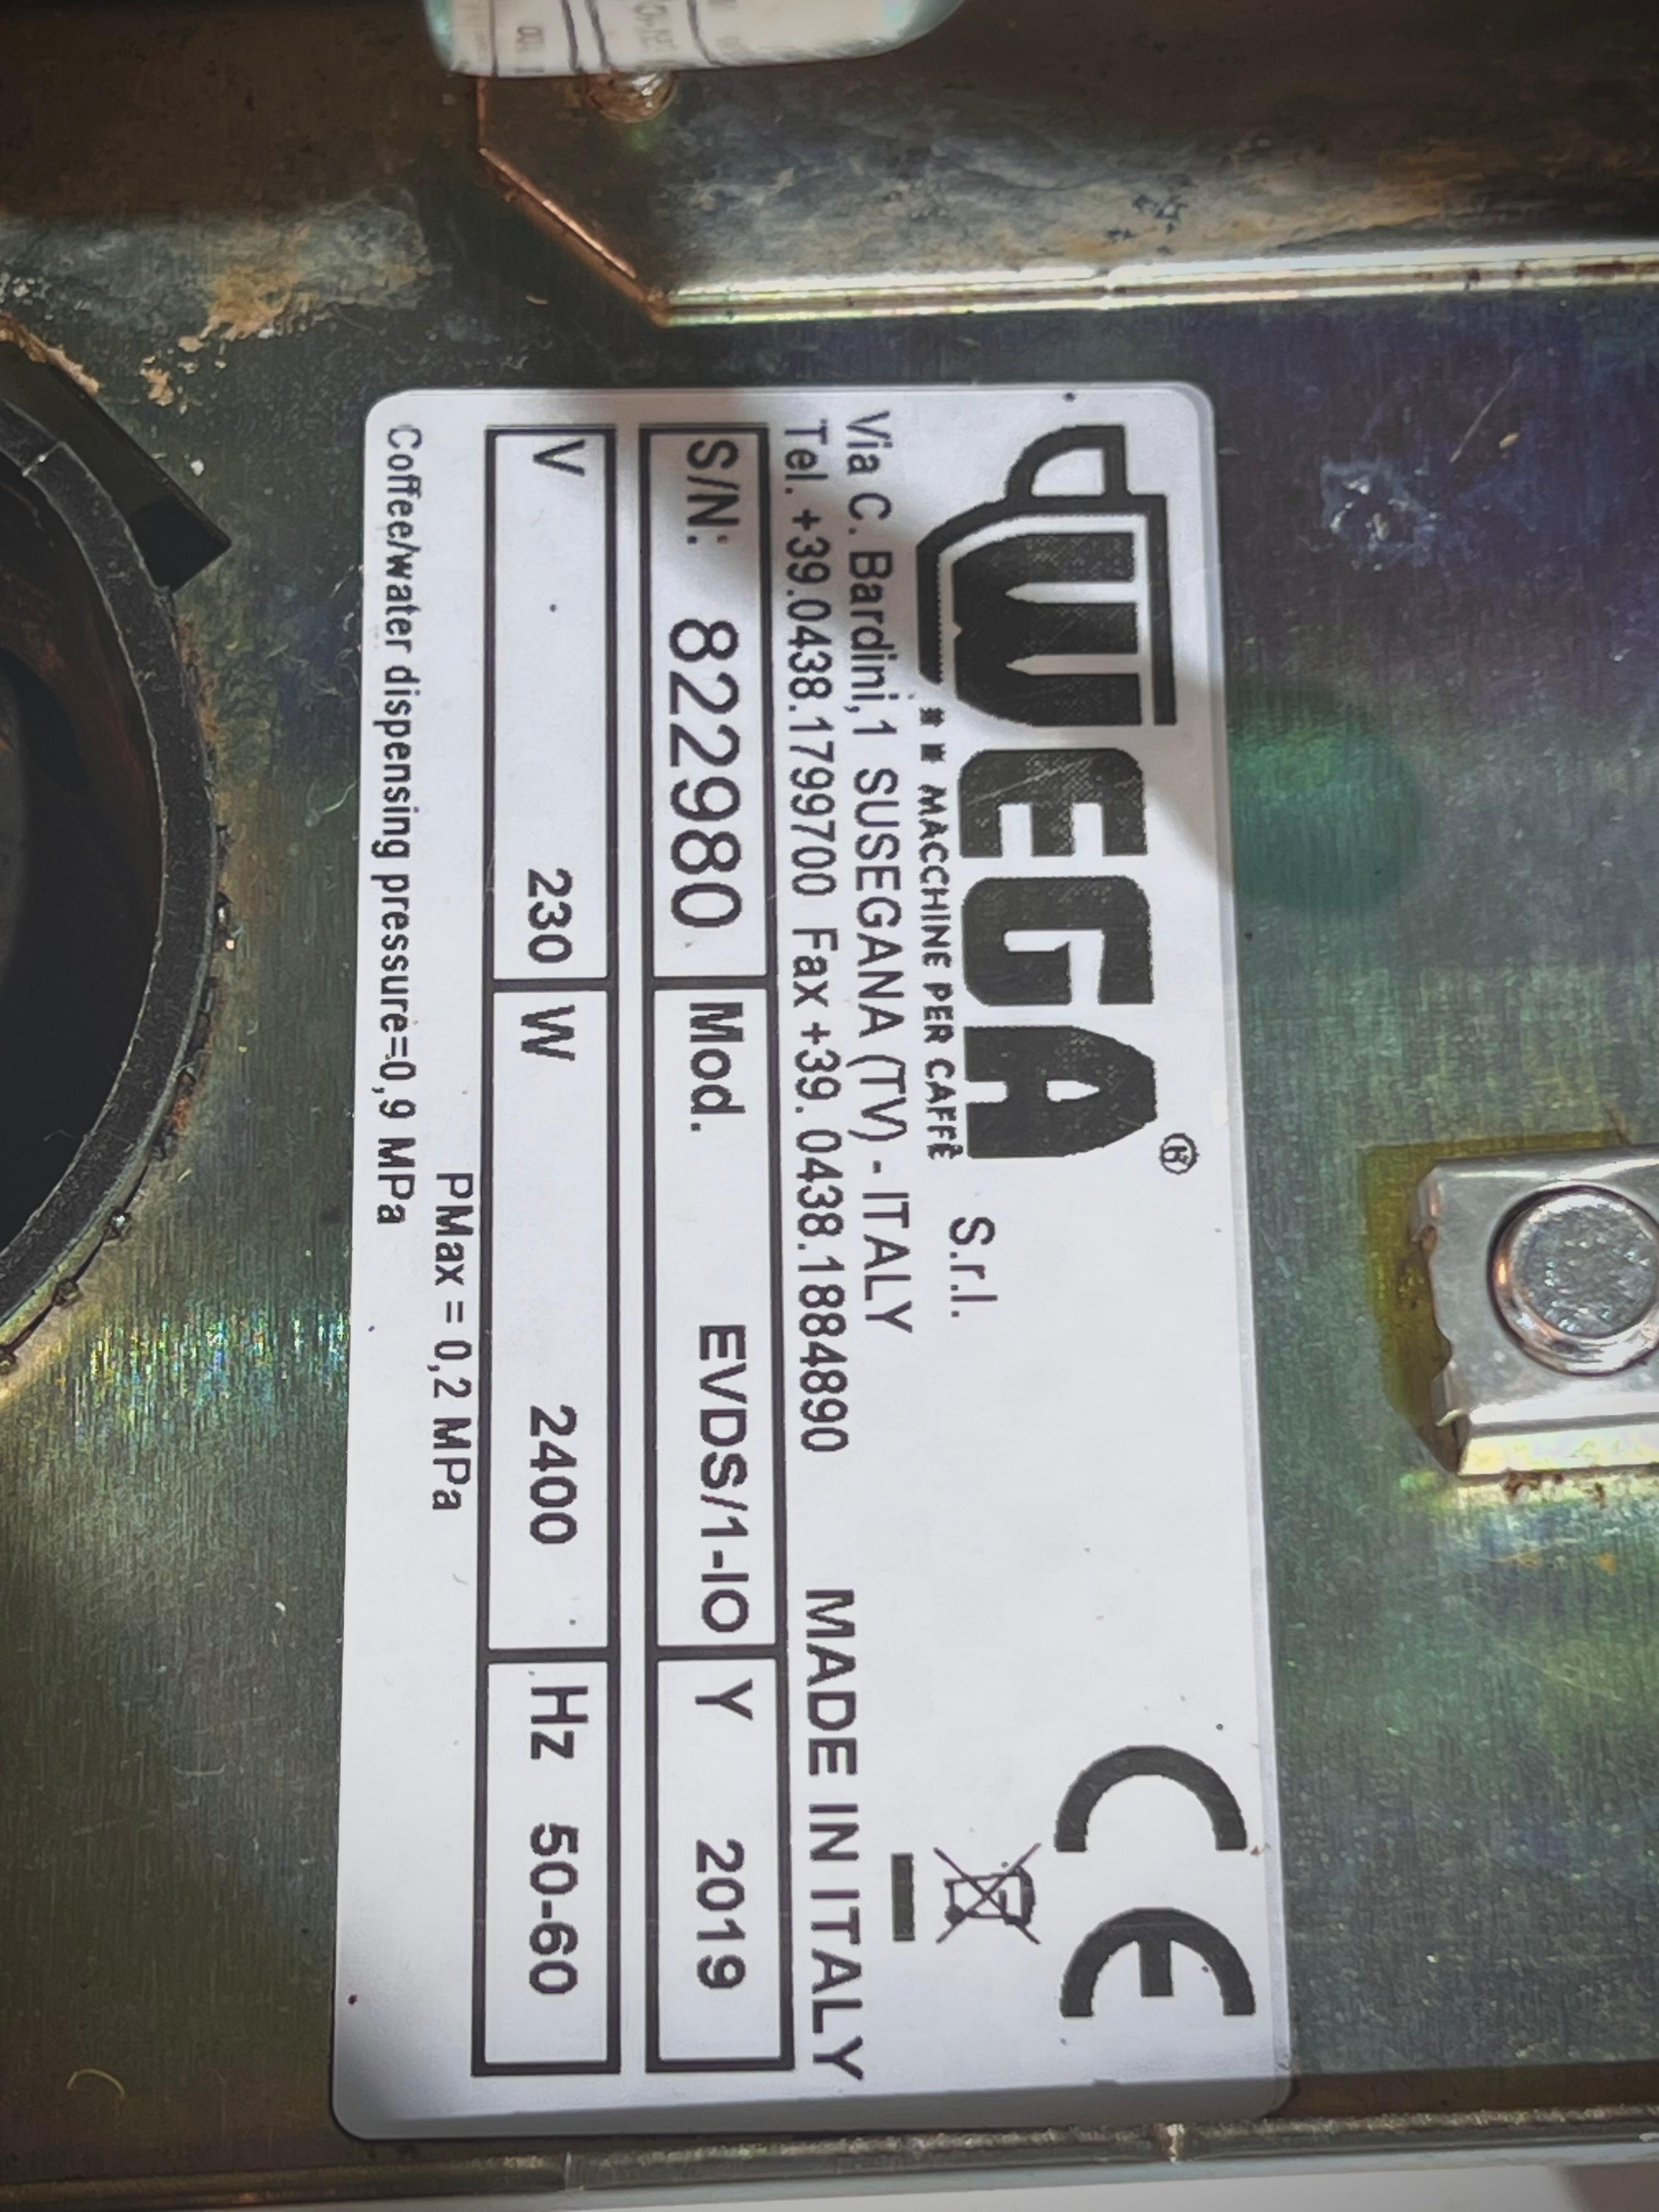 WEGA® S.r.l.
MACCHINE PER CAFFÈ
CE
Via C. Bardini,1 SUSEGANA (TV) - ITALY
Tel. +39.0438.1799700 Fax +39. 0438.1884890 MADE IN ITALY
S/N: 822980 Mod. EVDS/1-IO Y 2019
V 230 W 2400 Hz 50-60
PMax = 0,2 MPa
Coffee/water dispensing pressure=0,9 MPa